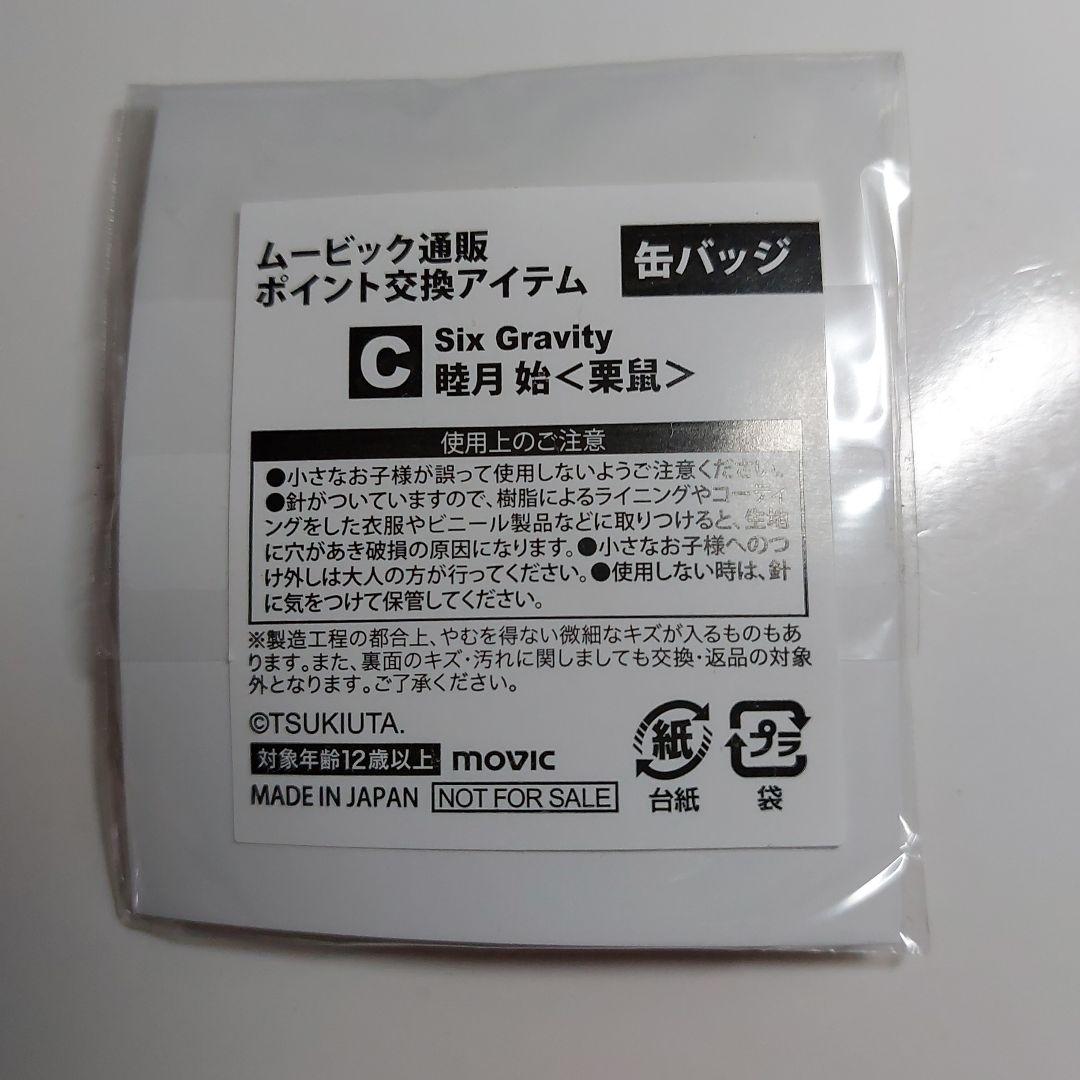 ムービック通販
ポイント交換アイテム
缶バッジ
C
Six Gravity
睦月 始<栗鼠>
使用上のご注意
●小さなお子様が誤って使用しないようご注意ください。
●針がついていますので、樹脂によるライニングやコーティ
ングをした衣服やビニール製品などに取りつけると、生地
に穴があき破損の原因になります。●小さなお子様へのつ
け外しは大人の方が行ってください。●使用しない時は、針
に気をつけて保管してください。
※製造工程の都合上、やむを得ない微細なキズが入るものもあ
ります。また、裏面のキズ・汚れに関しましても交換・返品の対象
外となります。ご了承ください。
©TSUKIUTA.
対象年齢12歳以上 movic
MADE IN JAPAN NOT FOR SALE
紙
台紙
プラ
袋